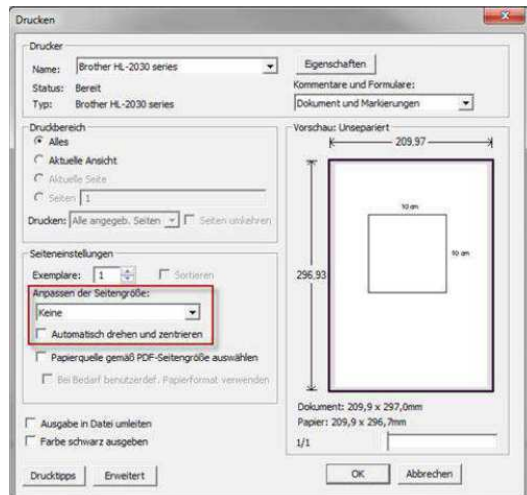 Drucken
Drucker
Name: Brother HL-2030 series
Eigenschaften
Status: Bereit
Kommentare und Formulare:
Typ: Brother HL-2030 series
Dokument und Markierungen
Druckbereich
Alles
Aktuelle Ansicht
Aktuelle Seite
Seiten 1
Drucken: Alle angegeb. Seiten
Seiten umkehren
Seiteneinstellungen
Exemplare: 1
Sortieren
Anpassen der Seitengröße:
Keine
Automatisch drehen und zentrieren
Papierquelle gemäß PDF-Seitengröße auswählen
Bei Bedarf benutzerdef. Papierformat verwenden
Ausgabe in Datei umleiten
Farbe schwarz ausgeben
Drucktipps
Erweitert
Vorschau: Unsepariert
209,97
10 cm
10 cm
296,93
Dokument: 209,9 x 297,0mm
Papier: 209,9 x 296,7mm
1/1
OK
Abbrechen